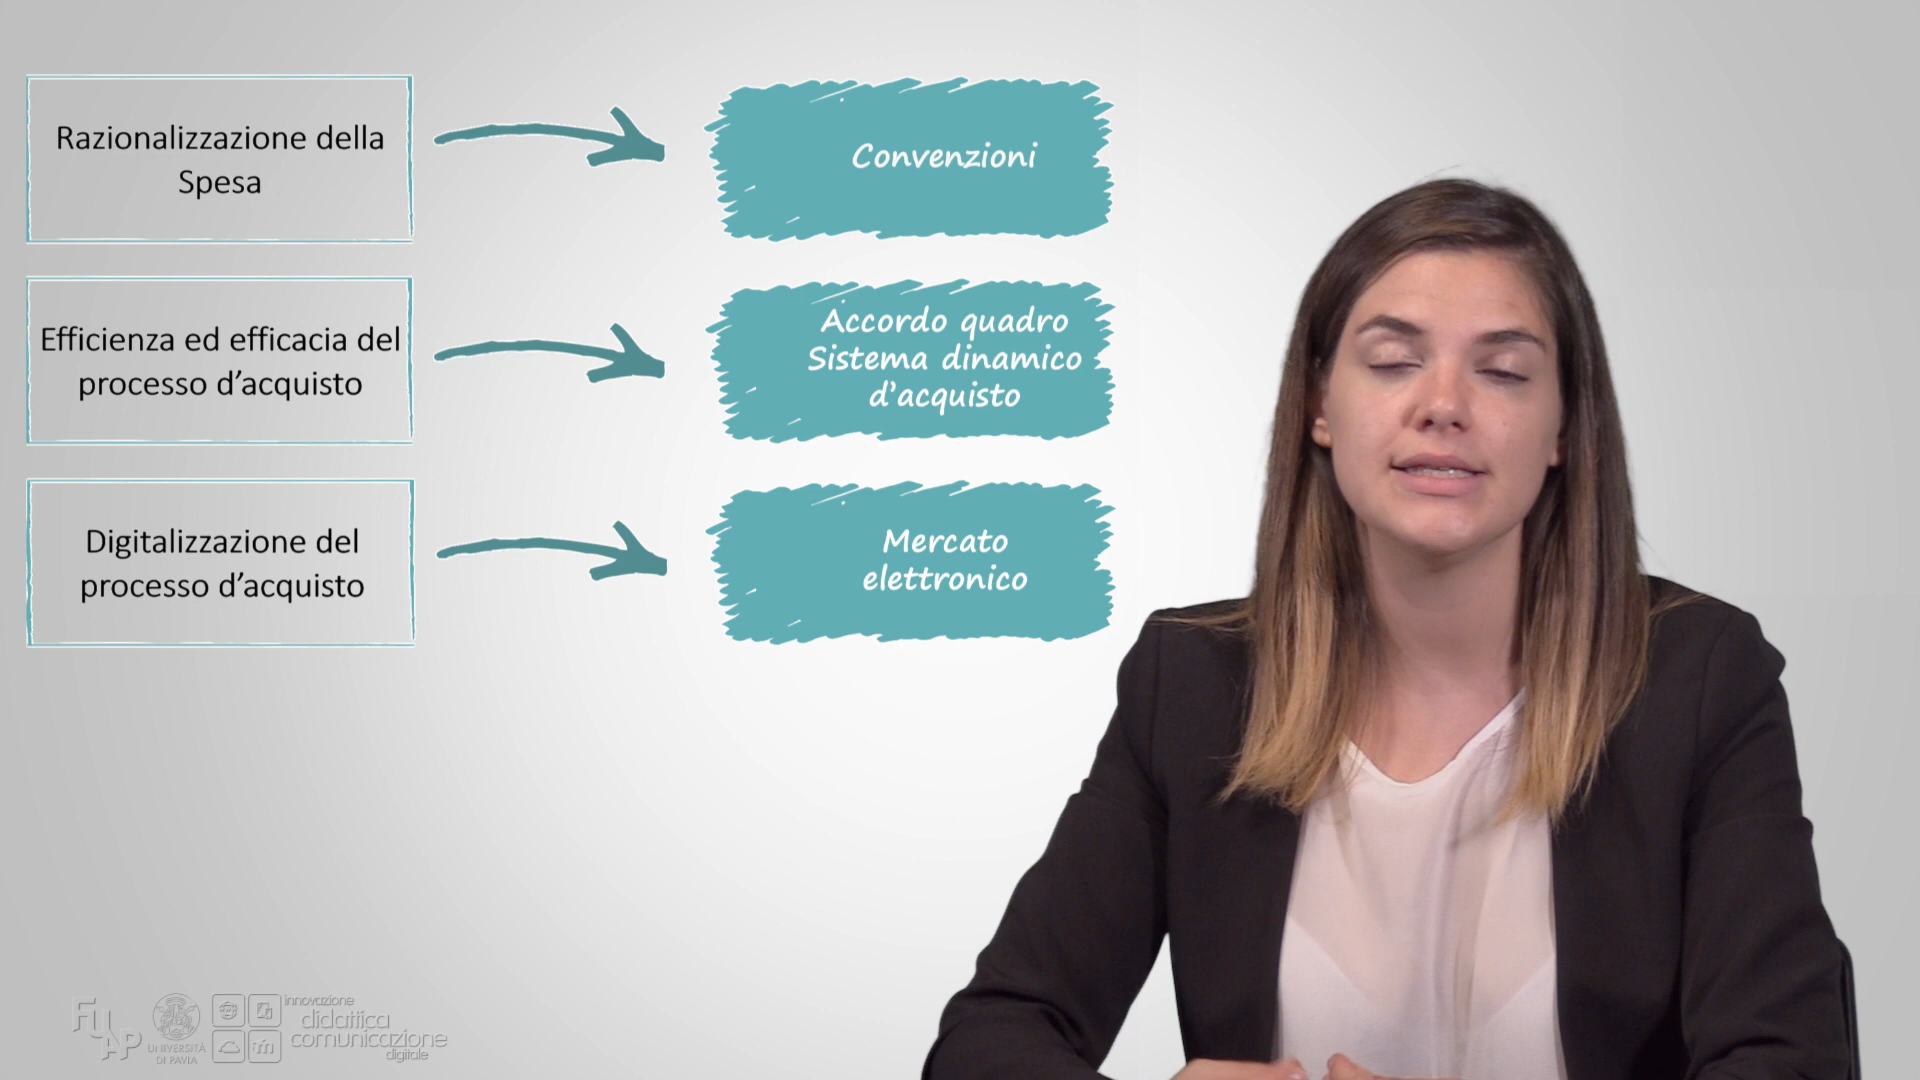 Razionalizzazione della
Spesa
Convenzioni
Efficienza ed efficacia del
processo d'acquisto
Accordo quadro
Sistema dinamico
d'acquisto
Digitalizzazione del
processo d'acquisto
Mercato
elettronico
UNIVERSITÀ
DI PAVIA
innovazione
didattica
comunicazione
digitale